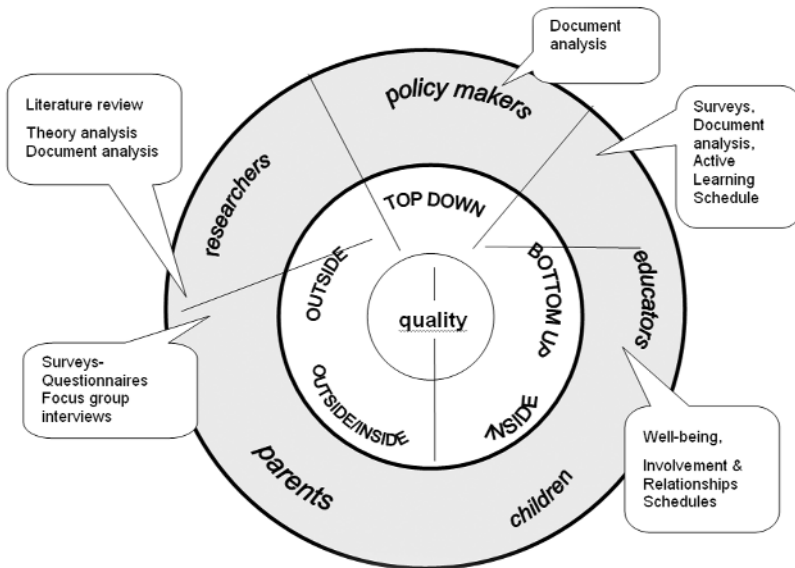 Document
analysis
policy makers
Literature review
Theory analysis
Document analysis
Surveys,
Document
analysis,
Active
Learning
Schedule
researchers
TOP DOWN
OUTSIDE
BOTTOM UP
educators
quality
Surveys-
Questionnaires
Focus group
interviews
OUTSIDE/INSIDE
INSIDE
Well-being,
Involvement &
Relationships
Schedules
parents
children